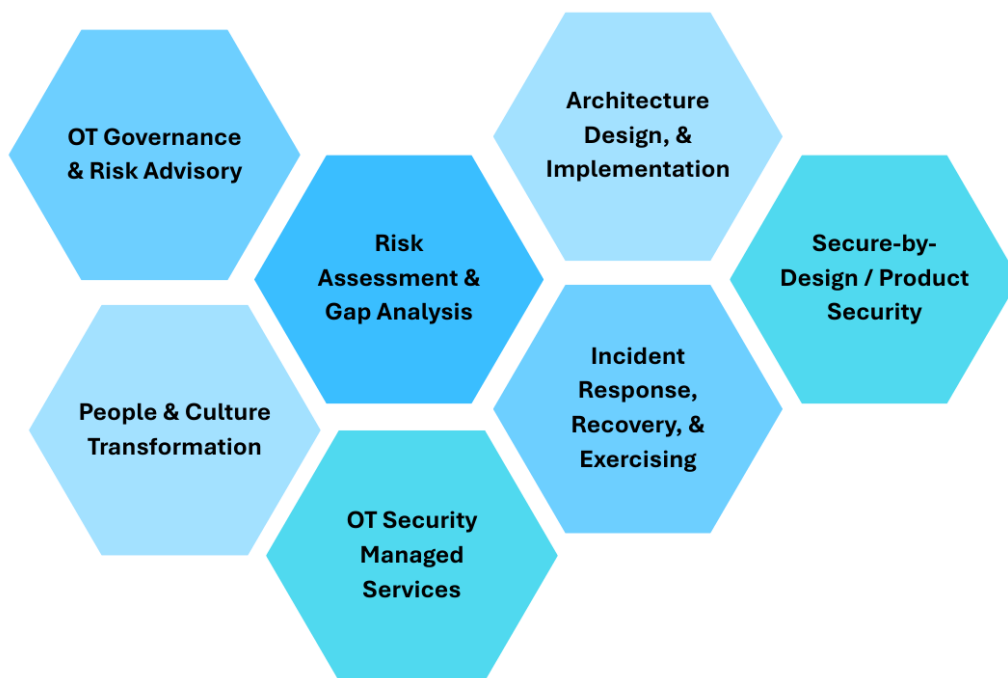 OT Governance
& Risk Advisory
Architecture
Design, &
Implementation
Risk
Assessment &
Gap Analysis
Secure-by-
Design / Product
Security
People & Culture
Transformation
Incident
Response,
Recovery, &
Exercising
OT Security
Managed
Services